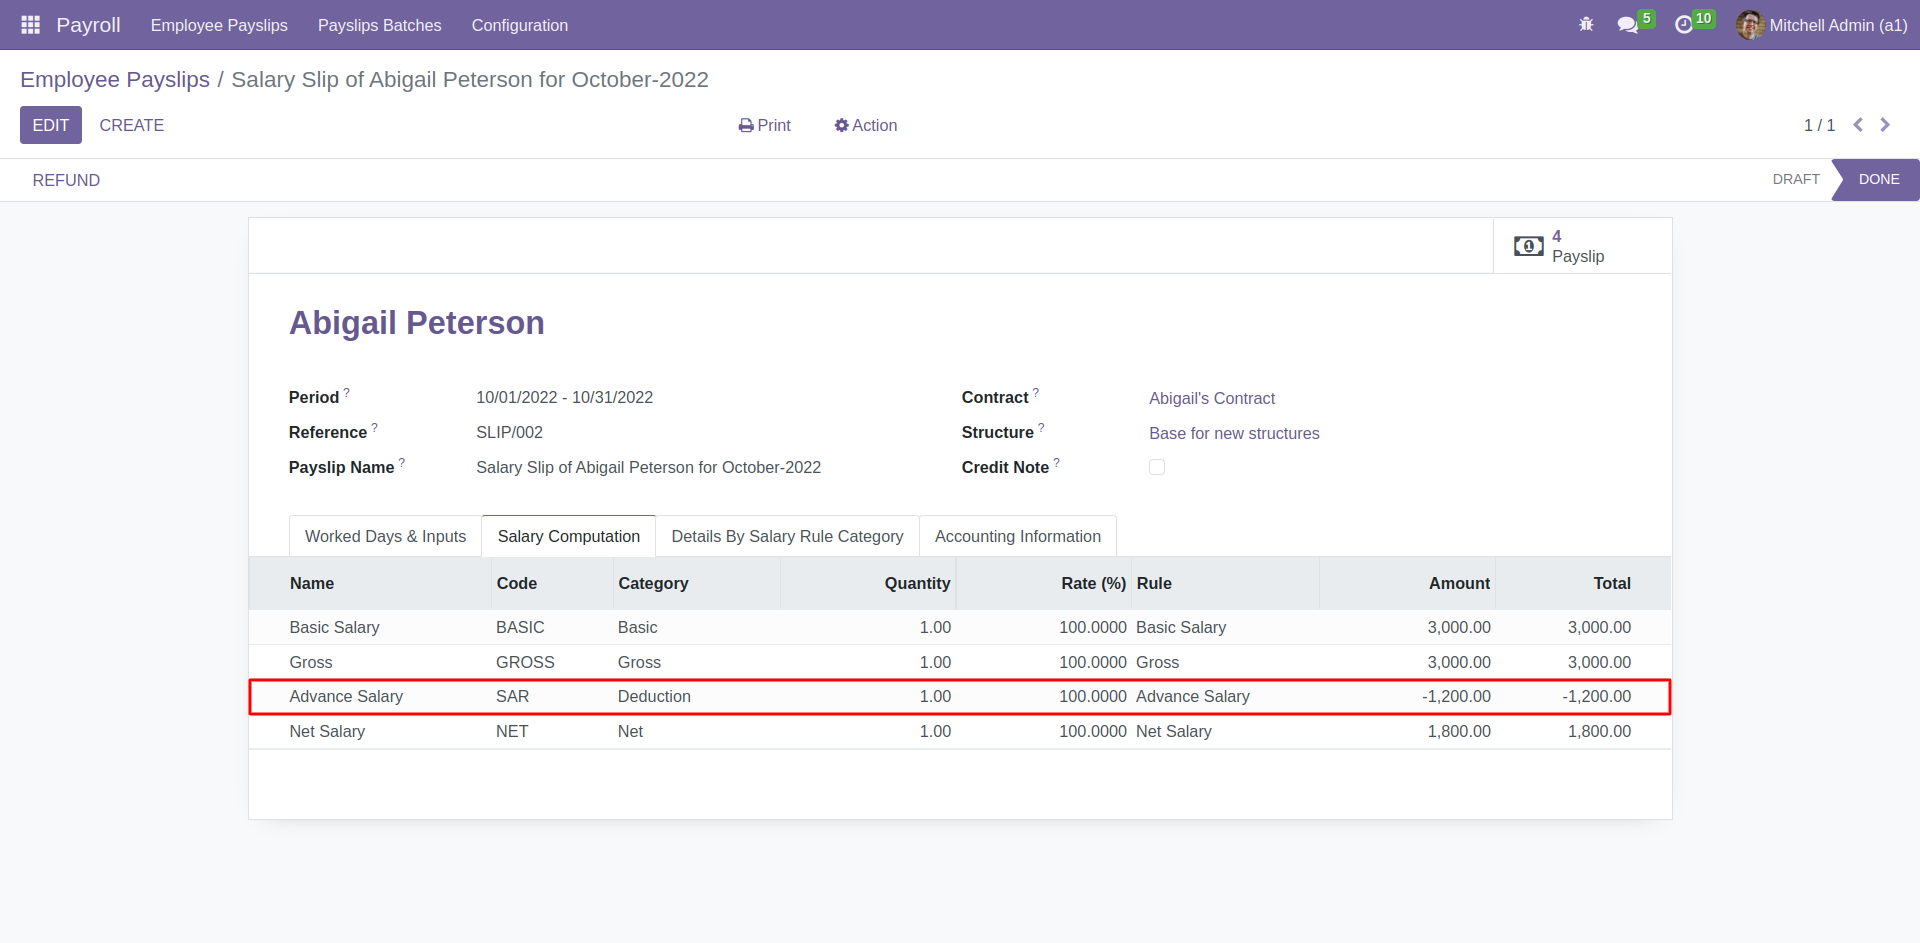 Payroll Employee Payslips Payslips Batches Configuration 5 10 Mitchell Admin (a1)
Employee Payslips / Salary Slip of Abigail Peterson for October-2022
EDIT CREATE Print Action 1 / 1
REFUND DRAFT DONE
4
Payslip
Abigail Peterson
Period ? 10/01/2022 - 10/31/2022 Contract ? Abigail's Contract
Reference ? SLIP/002 Structure ? Base for new structures
Payslip Name ? Salary Slip of Abigail Peterson for October-2022 Credit Note ?
Worked Days & Inputs Salary Computation Details By Salary Rule Category Accounting Information
Name Code Category Quantity Rate (%) Rule Amount Total
Basic Salary BASIC Basic 1.00 100.0000 Basic Salary 3,000.00 3,000.00
Gross GROSS Gross 1.00 100.0000 Gross 3,000.00 3,000.00
Advance Salary SAR Deduction 1.00 100.0000 Advance Salary -1,200.00 -1,200.00
Net Salary NET Net 1.00 100.0000 Net Salary 1,800.00 1,800.00